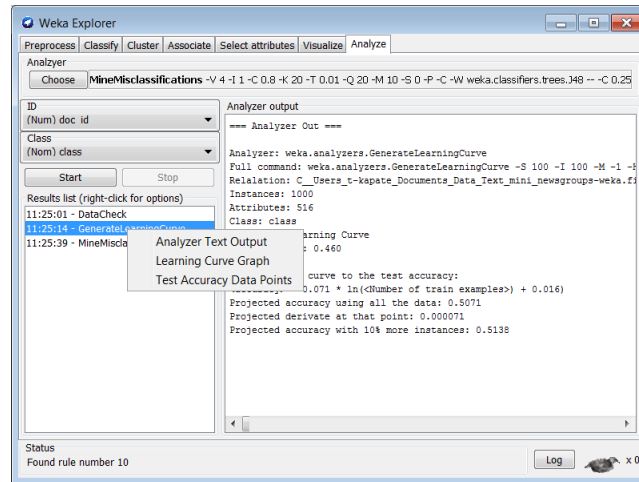 Weka Explorer
Preprocess Classify Cluster Associate Select attributes Visualize Analyze
Analzyer
Choose MineMisclassifications -V 4 -I 1 -C 0.8 -K 20 -T 0.01 -Q 20 -M 10 -S 0 -P -C -W weka.classifiers.trees.J48 -- -C 0.25
ID
(Num) doc id
Class
(Nom) class
Start Stop
Results list (right-click for options)
11:25:01 - DataCheck
11:25:14 - GenerateLearningCurve
11:25:39 - MineMiscla
Analyzer Text Output
Learning Curve Graph
Test Accuracy Data Points
Analyzer output
=== Analyzer Out ===
Analyzer: weka.analyzers.GenerateLearningCurve
Full command: weka.analyzers.GenerateLearningCurve -S 100 -I 100 -M -1 -
Relalation: C__Users_t-kapate_Documents_Data_Text_mini_newsgroups-weka.fi
Instances: 1000
Attributes: 516
Class: class
arning Curve
: 0.460
curve to the test accuracy:
0.071 * ln(<Number of train examples>) + 0.016)
Projected accuracy using all the data: 0.5071
Projected derivate at that point: 0.000071
Projected accuracy with 10% more instances: 0.5138
Status
Found rule number 10
Log x 0